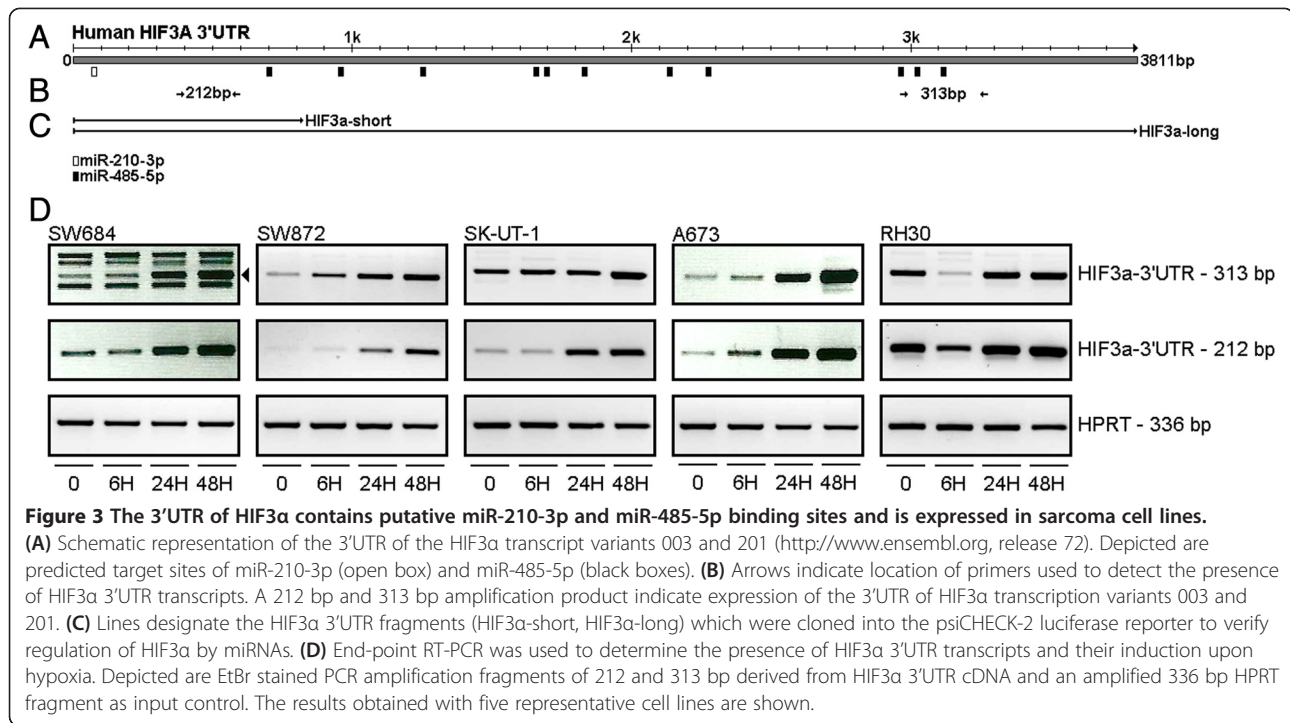 A
Human HIF3A 3'UTR
1k
2k
3k
0
3811bp
B
→212bp←
→ 313bp ←
C
HIF3a-short
HIF3a-long
▯miR-210-3p
▮miR-485-5p
D
SW684
SW872
SK-UT-1
A673
RH30
HIF3a-3'UTR - 313 bp
HIF3a-3'UTR - 212 bp
HPRT - 336 bp
0 6H 24H 48H 0 6H 24H 48H 0 6H 24H 48H 0 6H 24H 48H 0 6H 24H 48H
Figure 3 The 3'UTR of HIF3α contains putative miR-210-3p and miR-485-5p binding sites and is expressed in sarcoma cell lines.
(A) Schematic representation of the 3'UTR of the HIF3α transcript variants 003 and 201 (http://www.ensembl.org, release 72). Depicted are
predicted target sites of miR-210-3p (open box) and miR-485-5p (black boxes). (B) Arrows indicate location of primers used to detect the presence
of HIF3α 3'UTR transcripts. A 212 bp and 313 bp amplification product indicate expression of the 3'UTR of HIF3α transcription variants 003 and
201. (C) Lines designate the HIF3α 3'UTR fragments (HIF3α-short, HIF3α-long) which were cloned into the psiCHECK-2 luciferase reporter to verify
regulation of HIF3α by miRNAs. (D) End-point RT-PCR was used to determine the presence of HIF3α 3'UTR transcripts and their induction upon
hypoxia. Depicted are EtBr stained PCR amplification fragments of 212 and 313 bp derived from HIF3α 3'UTR cDNA and an amplified 336 bp HPRT
fragment as input control. The results obtained with five representative cell lines are shown.